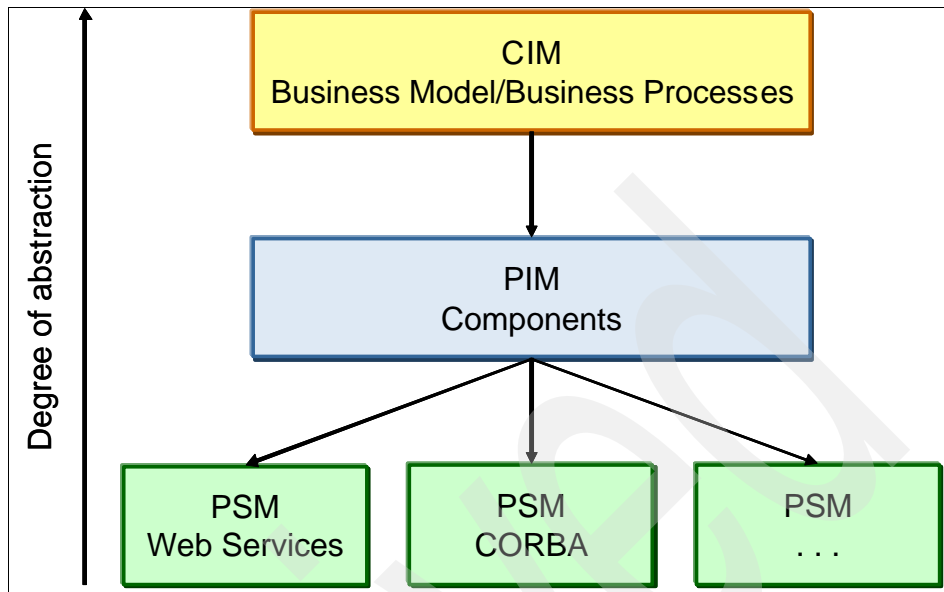 Degree of abstraction
CIM
Business Model/Business Processes
PIM
Components
PSM
Web Services
PSM
CORBA
PSM
. . .